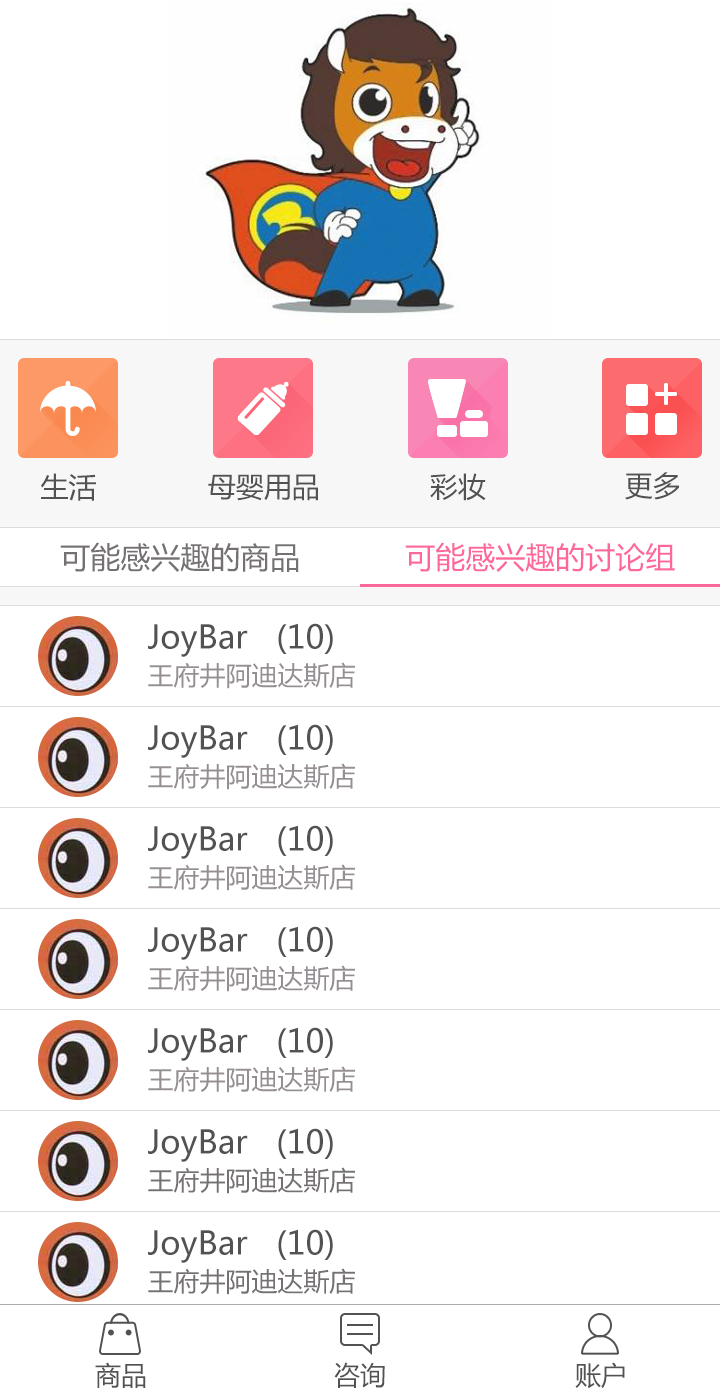 生活
母婴用品
彩妆
更多
可能感兴趣的商品
可能感兴趣的讨论组
JoyBar (10)
王府井阿迪达斯店
JoyBar (10)
王府井阿迪达斯店
JoyBar (10)
王府井阿迪达斯店
JoyBar (10)
王府井阿迪达斯店
JoyBar (10)
王府井阿迪达斯店
JoyBar (10)
王府井阿迪达斯店
JoyBar (10)
王府井阿迪达斯店
商品
咨询
账户